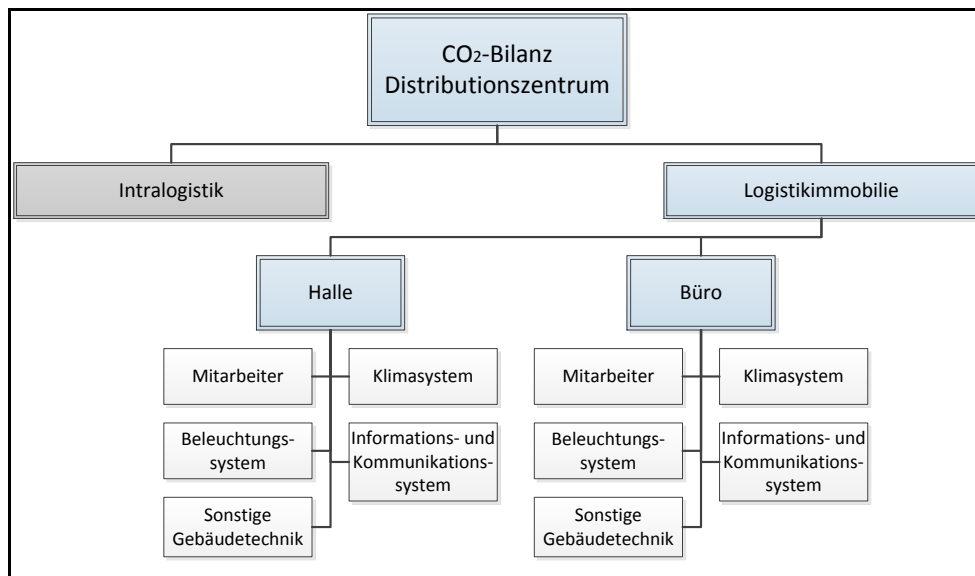 CO2-Bilanz
Distributionszentrum
Intralogistik
Logistikimmobilie
Halle
Büro
Mitarbeiter
Klimasystem
Beleuchtungs-
system
Informations- und
Kommunikations-
system
Sonstige
Gebäudetechnik
Mitarbeiter
Klimasystem
Beleuchtungs-
system
Informations- und
Kommunikations-
system
Sonstige
Gebäudetechnik